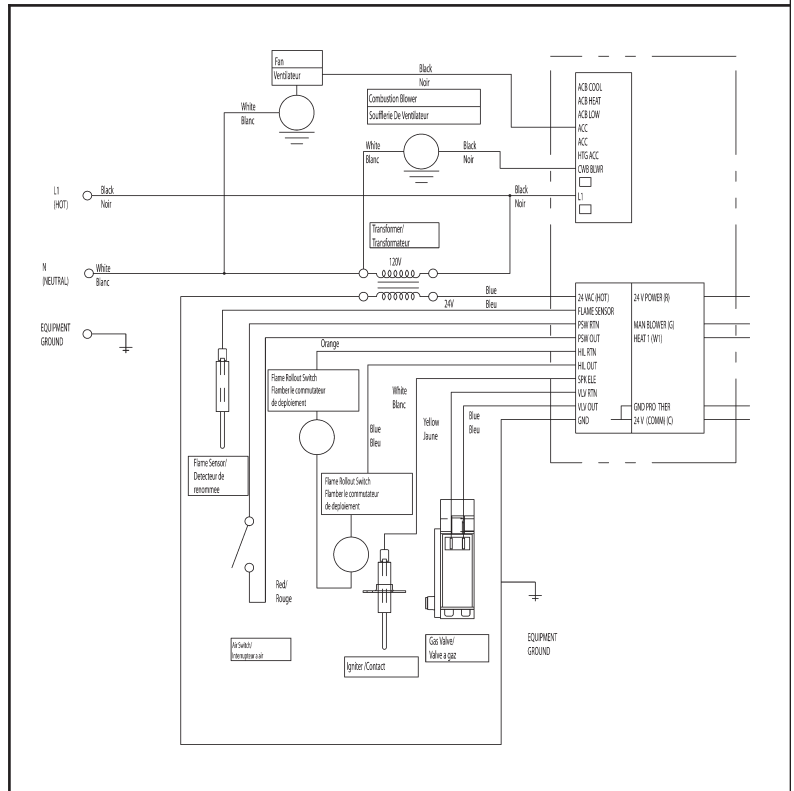 Fan
Ventilateur
Black
Noir
White
Blanc
Combustion Blower
Soufflerie De Ventilateur
White
Blanc
Black
Noir
ACB COOL
ACB HEAT
ACB LOW
ACC
ACC
HTG ACC
CWB BLWR
L1
L1
(HOT)
Black
Noir
Black
Noir
Transformer/
Transformateur
120V
N
(NEUTRAL)
White
Blanc
24V
Blue
Bleu
EQUIPMENT
GROUND
24 VAC (HOT)
FLAME SENSOR
PSW RTN
PSW OUT
HIL RTN
HIL OUT
SPK ELE
VLV RTN
VLV OUT
GND
24 V POWER (R)
MAN BLOWER (G)
HEAT 1 (W1)
GND PRO THER
24 V (COMM) (C)
Orange
Flame Rollout Switch
Flamber le commutateur
de deploiement
White
Blanc
Blue
Bleu
Yellow
Jaune
Blue
Bleu
Flame Sensor/
Detecteur de
renommee
Flame Rollout Switch
Flamber le commutateur
de deploiement
Red/
Rouge
Air Switch/
Interrupteur a air
Igniter /Contact
Gas Valve/
Valve a gaz
EQUIPMENT
GROUND